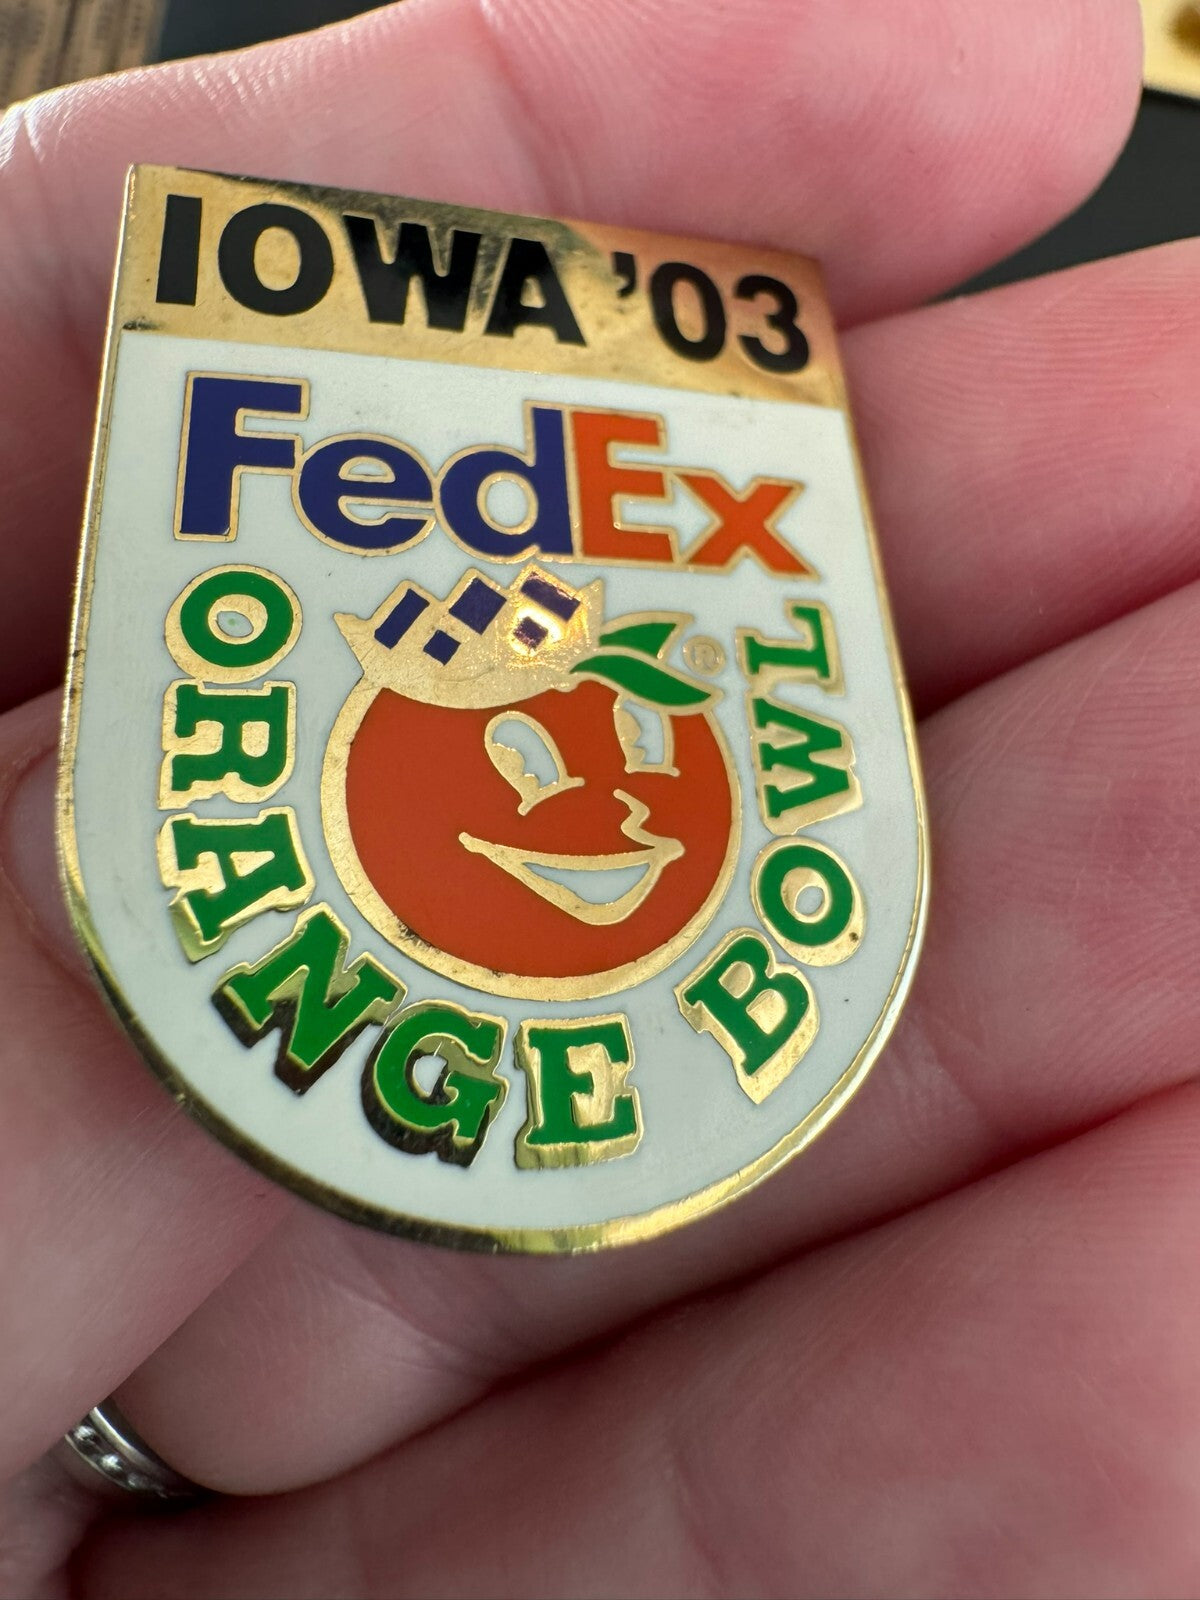 IOWA '03
FedEx
®
ORANGE BOWL